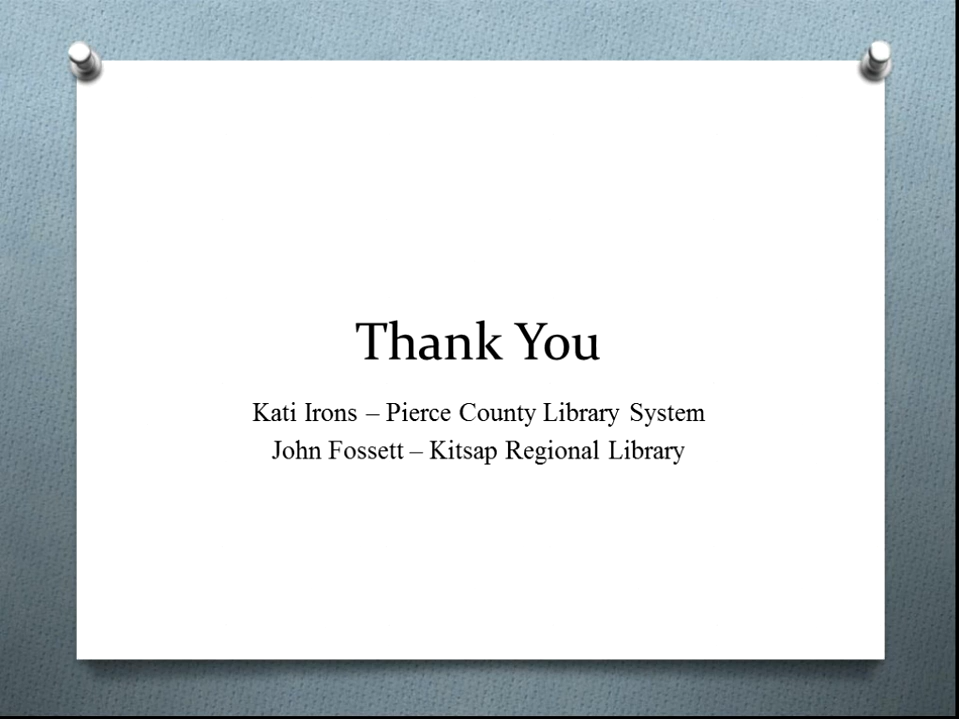 Thank You
Kati Irons – Pierce County Library System
John Fossett – Kitsap Regional Library